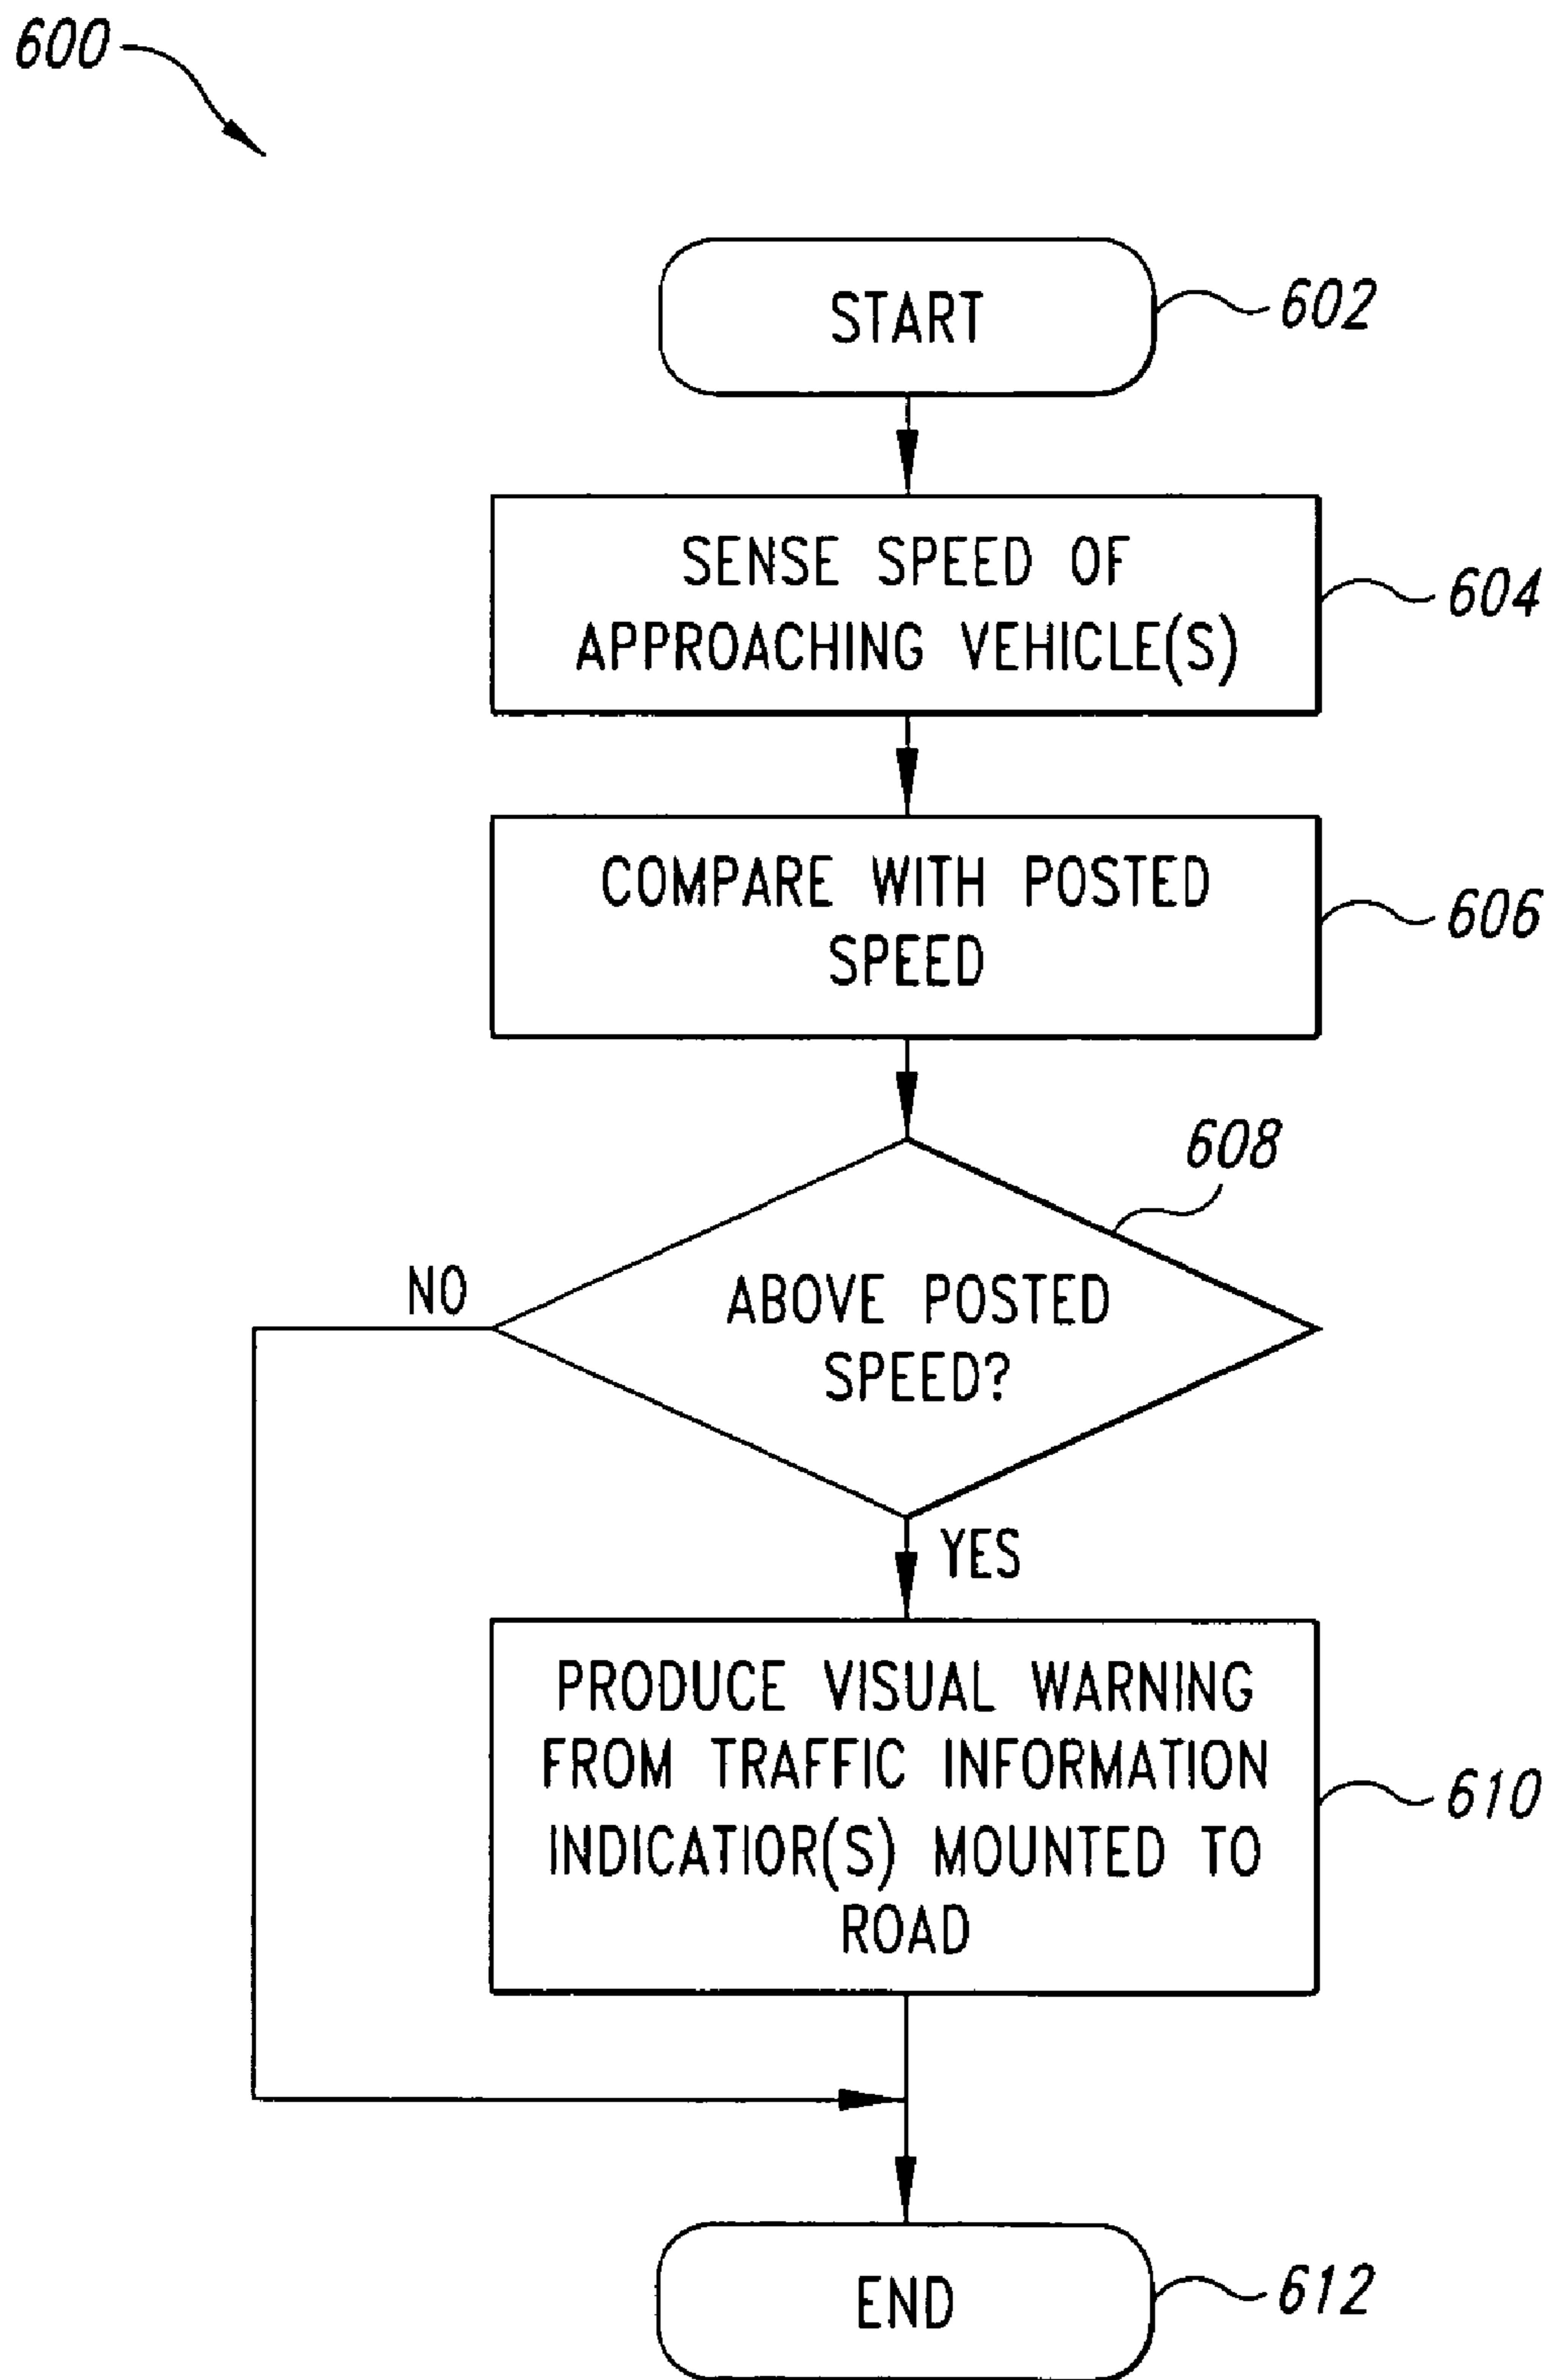 600
START
602
SENSE SPEED OF
APPROACHING VEHICLE(S)
604
COMPARE WITH POSTED
SPEED
606
608
NO
ABOVE POSTED
SPEED?
YES
PRODUCE VISUAL WARNING
FROM TRAFFIC INFORMATION
INDICATIOR(S) MOUNTED TO
ROAD
610
END
612